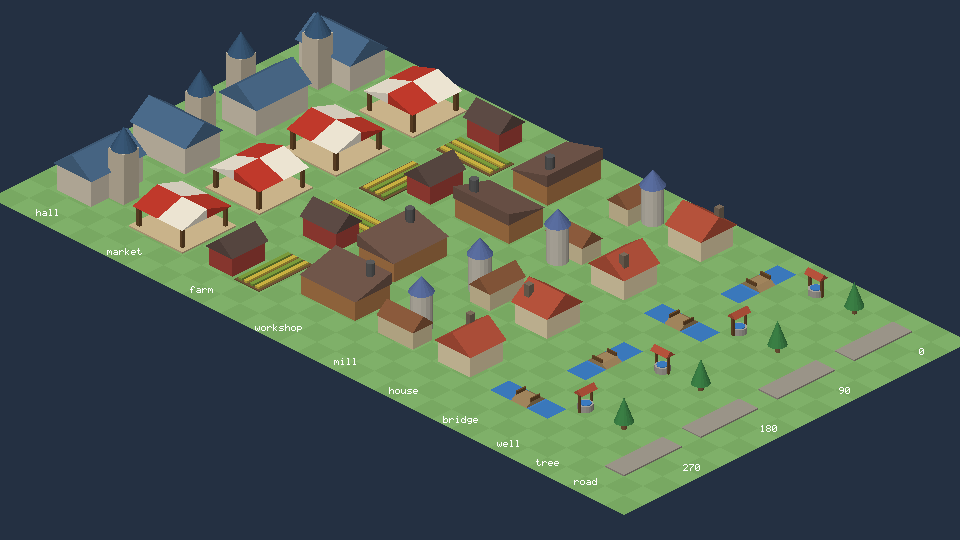 hall
market
farm
workshop
mill
house
bridge
well
tree
road
0
90
180
270